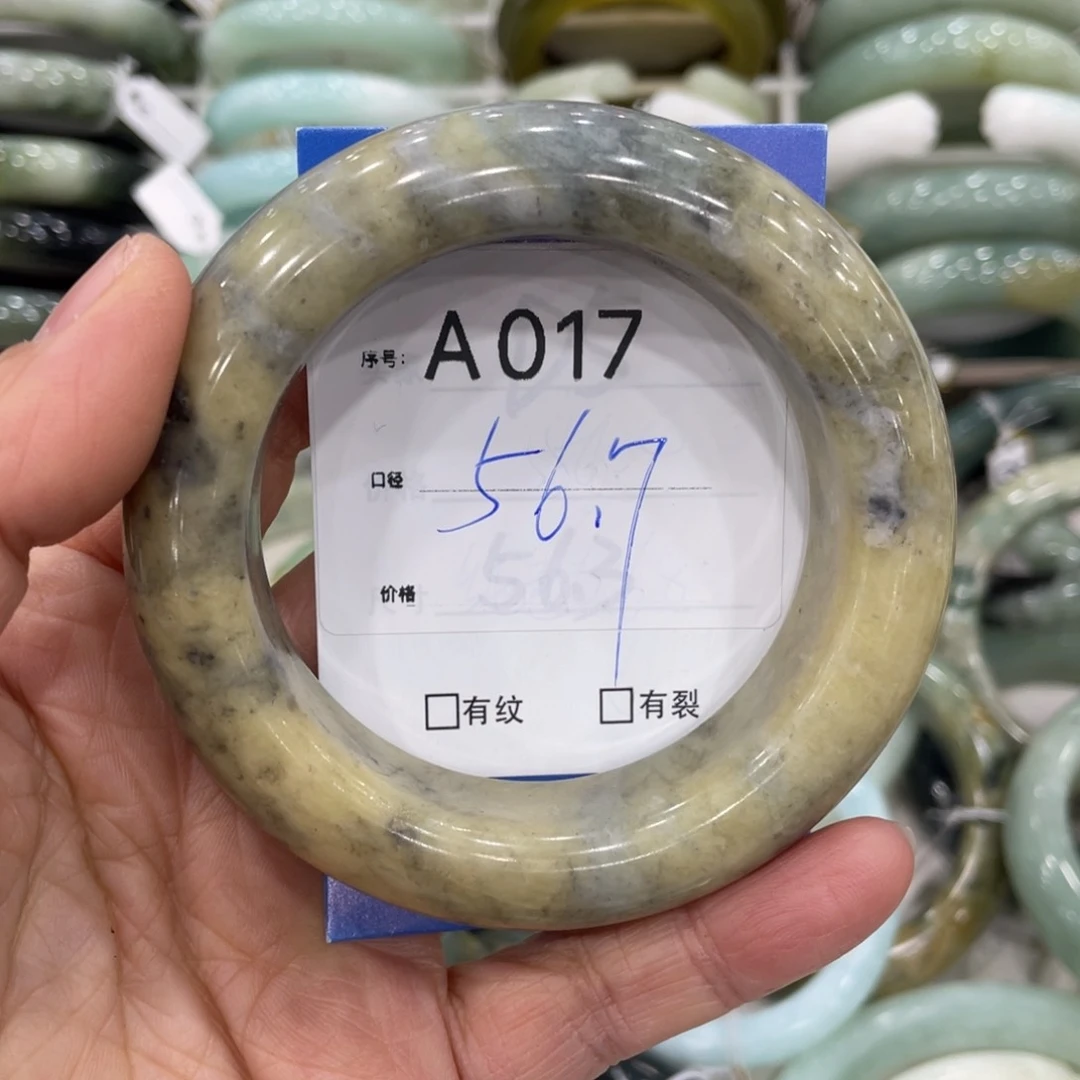 序号： A017
口径 56.7
价格
□有纹 □有裂